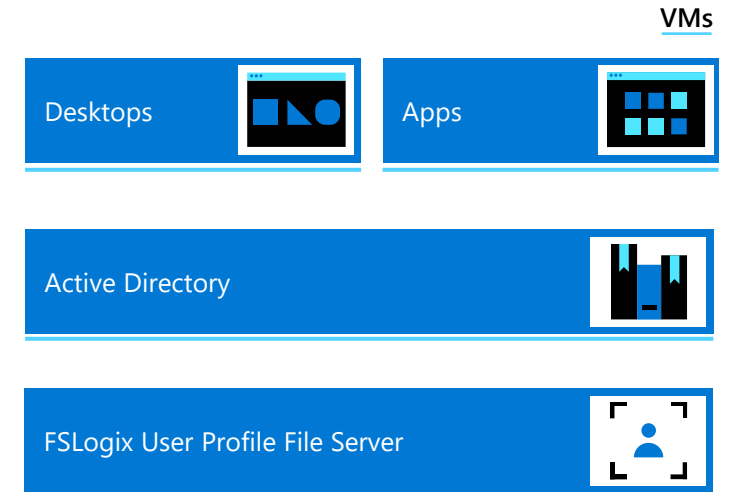 VMs
Desktops
Apps
Active Directory
FSLogix User Profile File Server